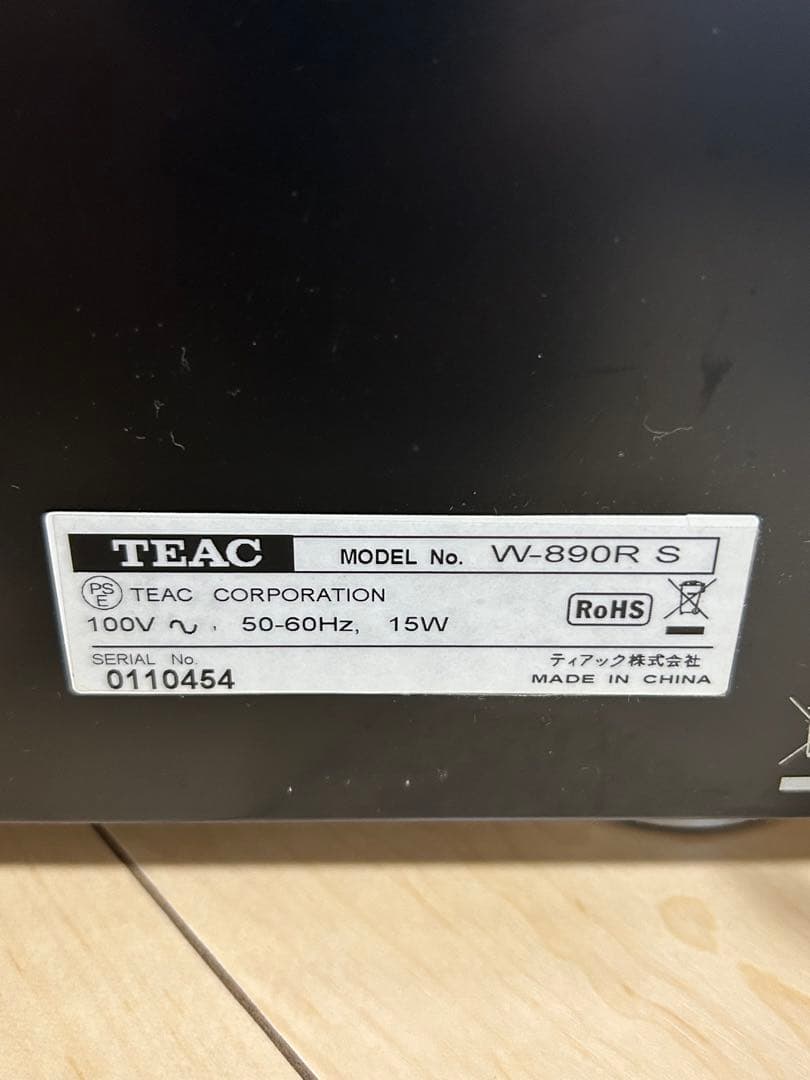 TEAC MODEL No. W-890R S
PSE TEAC CORPORATION
100V ~ , 50-60Hz, 15W
RoHS
SERIAL No.
0110454
ティアック株式会社
MADE IN CHINA